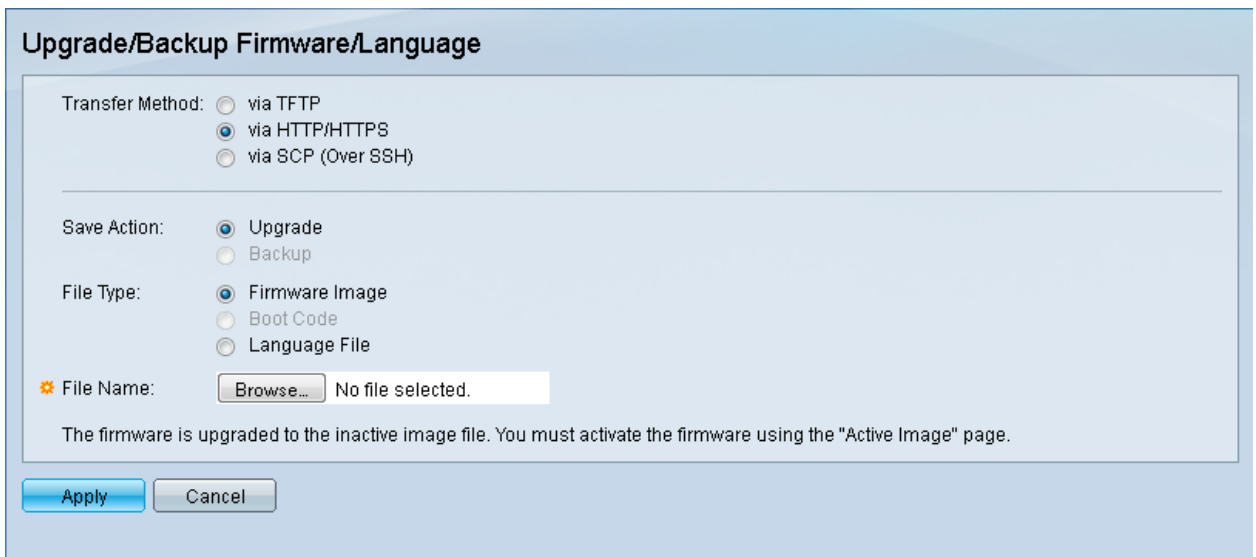 Upgrade/Backup Firmware/Language
Transfer Method: via TFTP
via HTTP/HTTPS
via SCP (Over SSH)
Save Action: Upgrade
Backup
File Type: Firmware Image
Boot Code
Language File
File Name: Browse... No file selected.
The firmware is upgraded to the inactive image file. You must activate the firmware using the "Active Image" page.
Apply Cancel